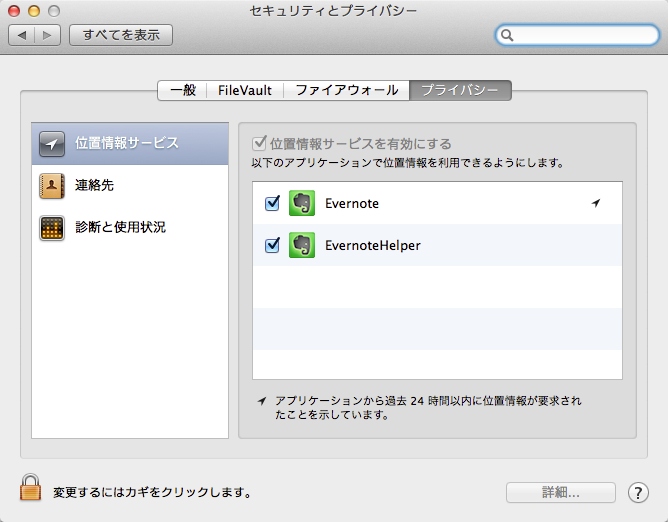 セキュリティとプライバシー
すべてを表示
一般 FileVault ファイアウォール プライバシー
位置情報サービス
連絡先
診断と使用状況
位置情報サービスを有効にする
以下のアプリケーションで位置情報を利用できるようにします。
Evernote
EvernoteHelper
アプリケーションから過去 24 時間以内に位置情報が要求され
たことを示しています。
変更するにはカギをクリックします。
詳細...
?